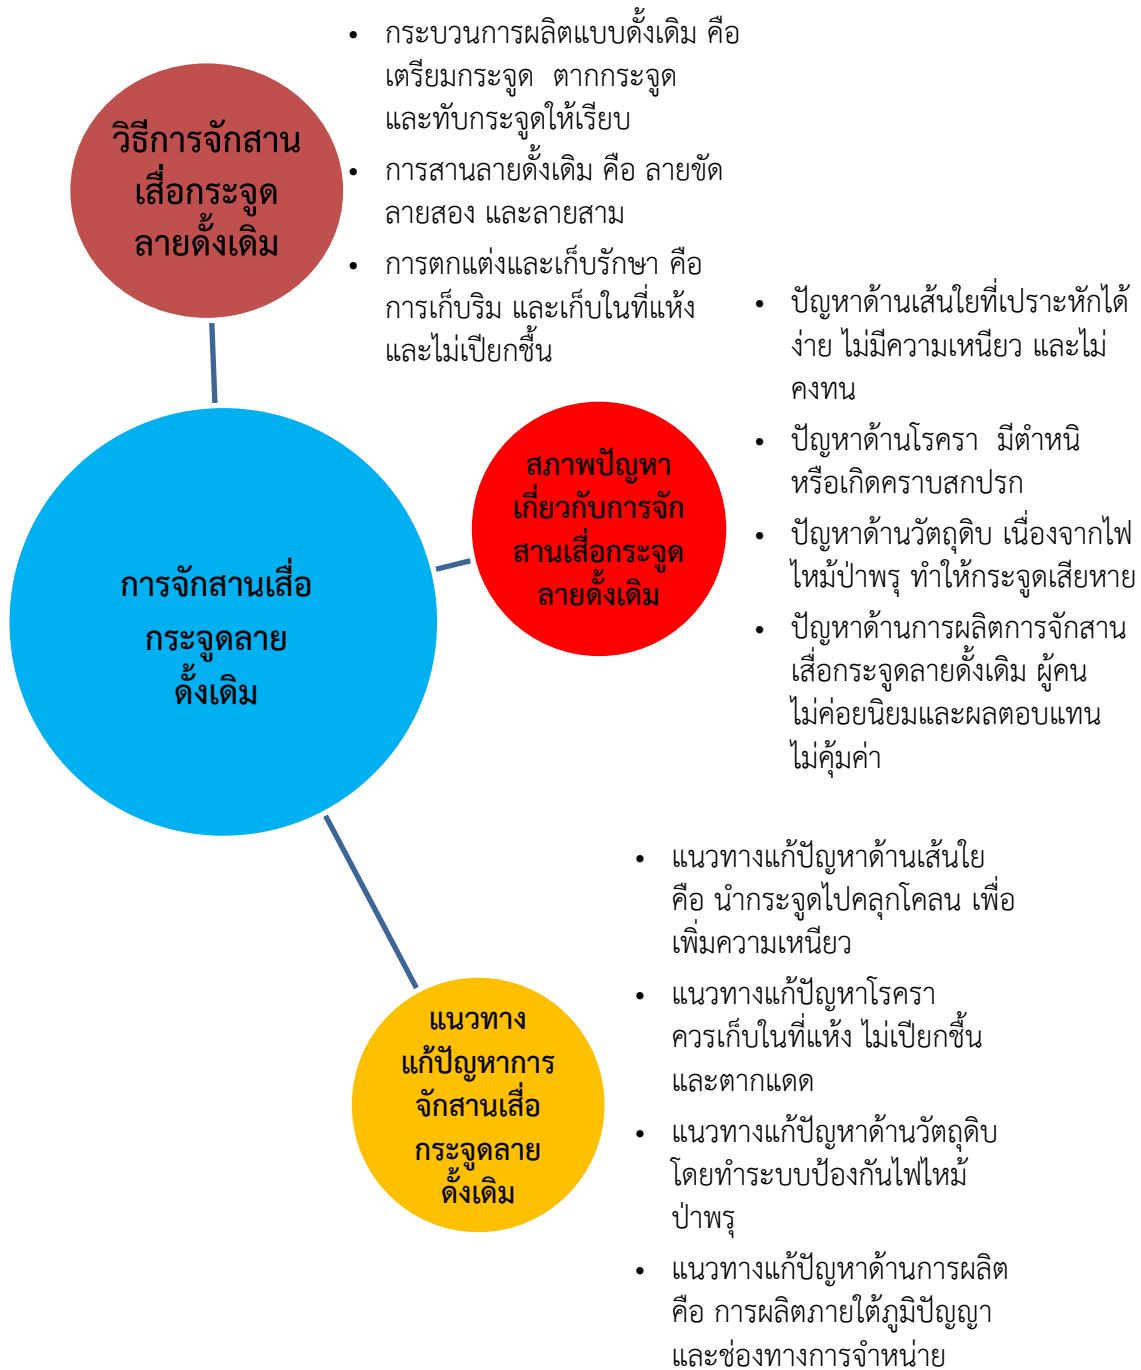 • กระบวนการผลิตแบบดั้งเดิม คือ
เตรียมกระจูด ตากกระจูด
และทับกระจูดให้เรียบ
• การสานลายดั้งเดิม คือ ลายขัด
ลายสอง และลายสาม
• การตกแต่งและเก็บรักษา คือ
การเก็บริม และเก็บในที่แห้ง
และไม่เปียกชื้น
วิธีการจักสาน
เสื่อกระจูด
ลายดั้งเดิม
• ปัญหาด้านเส้นใยที่เปราะหักได้
ง่าย ไม่มีความเหนียว และไม่
คงทน
• ปัญหาด้านโรครา มีตำหนิ
หรือเกิดคราบสกปรก
• ปัญหาด้านวัตถุดิบ เนื่องจากไฟ
ไหม้ป่าพรุ ทำให้กระจูดเสียหาย
• ปัญหาด้านการผลิตการจักสาน
เสื่อกระจูดลายดั้งเดิม ผู้คน
ไม่ค่อยนิยมและผลตอบแทน
ไม่คุ้มค่า
สภาพปัญหา
เกี่ยวกับการจัก
สานเสื่อกระจูด
ลายดั้งเดิม
การจักสานเสื่อ
กระจูดลาย
ดั้งเดิม
• แนวทางแก้ปัญหาด้านเส้นใย
คือ นำกระจูดไปคลุกโคลน เพื่อ
เพิ่มความเหนียว
• แนวทางแก้ปัญหาโรครา
ควรเก็บในที่แห้ง ไม่เปียกชื้น
และตากแดด
• แนวทางแก้ปัญหาด้านวัตถุดิบ
โดยทำระบบป้องกันไฟไหม้
ป่าพรุ
• แนวทางแก้ปัญหาด้านการผลิต
คือ การผลิตภายใต้ภูมิปัญญา
และช่องทางการจำหน่าย
แนวทาง
แก้ปัญหาการ
จักสานเสื่อ
กระจูดลาย
ดั้งเดิม